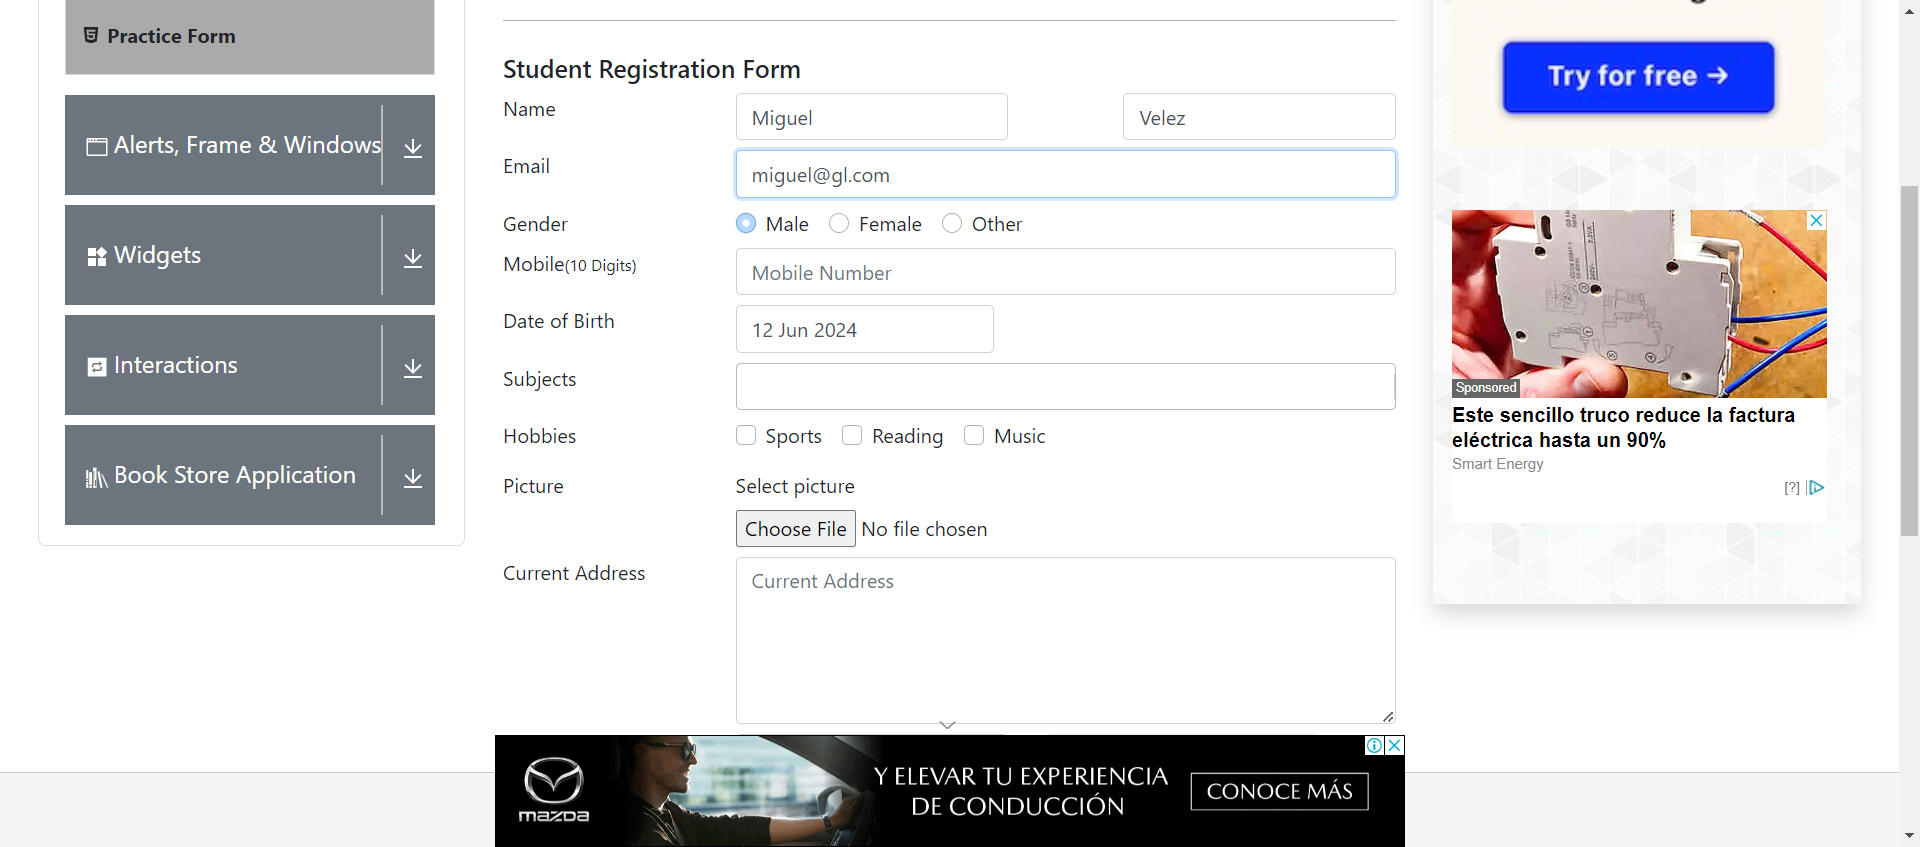 Practice Form
Alerts, Frame & Windows
Widgets
Interactions
Book Store Application
Student Registration Form
Name
Miguel
Velez
Email
miguel@gl.com
Gender
Male Female Other
Mobile(10 Digits)
Mobile Number
Date of Birth
12 Jun 2024
Subjects
Hobbies
Sports Reading Music
Picture
Select picture
Choose File No file chosen
Current Address
Current Address
Try for free →
Sponsored
Este sencillo truco reduce la factura
eléctrica hasta un 90%
Smart Energy
[?]
mazda
Y ELEVAR TU EXPERIENCIA
DE CONDUCCIÓN
CONOCE MÁS